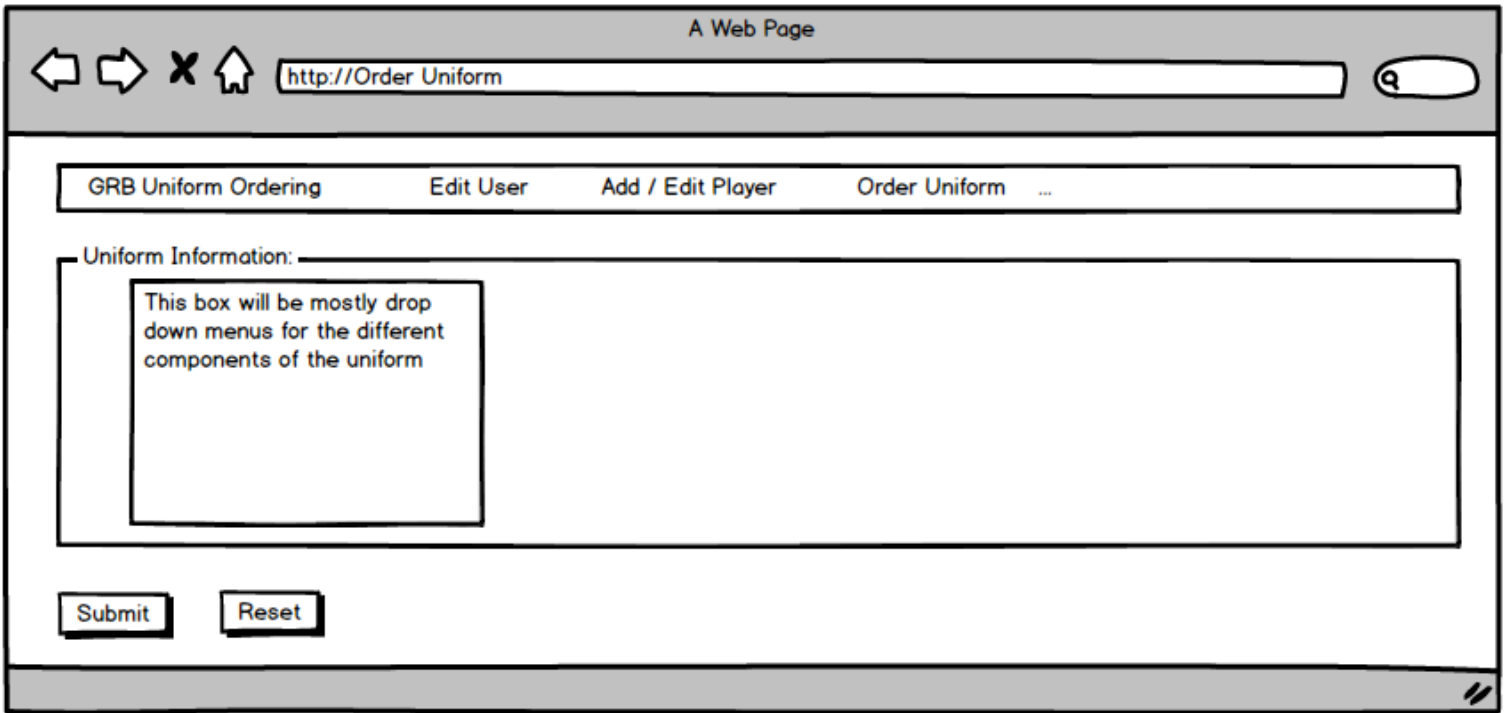 A Web Page
http://Order Uniform
GRB Uniform Ordering Edit User Add / Edit Player Order Uniform ...
Uniform Information:
This box will be mostly drop
down menus for the different
components of the uniform
Submit Reset